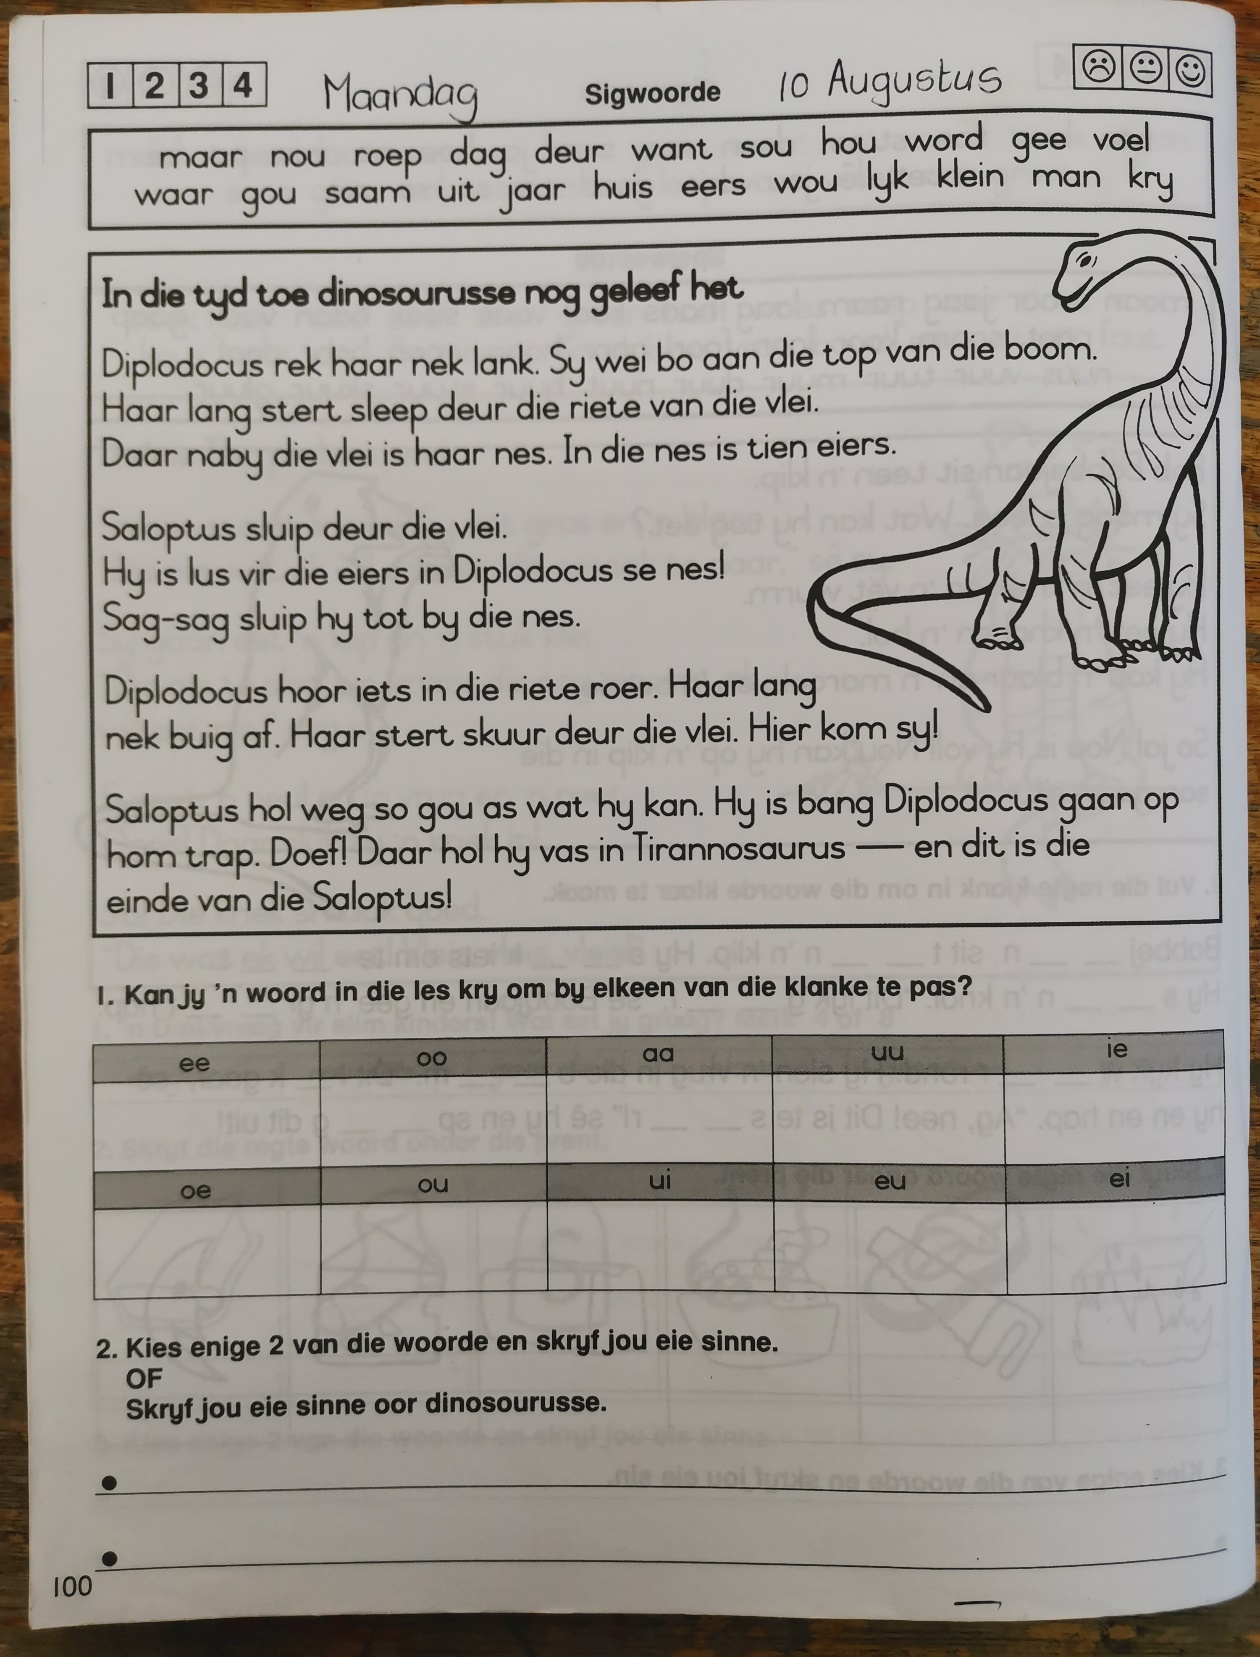 1 2 3 4 Maandag Sigwoorde 10 Augustus
maar nou roep dag deur want sou hou word gee voel
waar gou saam uit jaar huis eers wou lyk klein man kry
In die tyd toe dinosourusse nog geleef het
Diplodocus rek haar nek lank. Sy wei bo aan die top van die boom.
Haar lang stert sleep deur die riete van die vlei.
Daar naby die vlei is haar nes. In die nes is tien eiers.
Saloptus sluip deur die vlei.
Hy is lus vir die eiers in Diplodocus se nes!
Sag-sag sluip hy tot by die nes.
Diplodocus hoor iets in die riete roer. Haar lang
nek buig af. Haar stert skuur deur die vlei. Hier kom sy!
Saloptus hol weg so gou as wat hy kan. Hy is bang Diplodocus gaan op
hom trap. Doef! Daar hol hy vas in Tirannosaurus — en dit is die
einde van die Saloptus!
1. Kan jy 'n woord in die les kry om by elkeen van die klanke te pas?
ee oo aa uu ie
oe ou ui eu ei
2. Kies enige 2 van die woorde en skryf jou eie sinne.
OF
Skryf jou eie sinne oor dinosourusse.
100